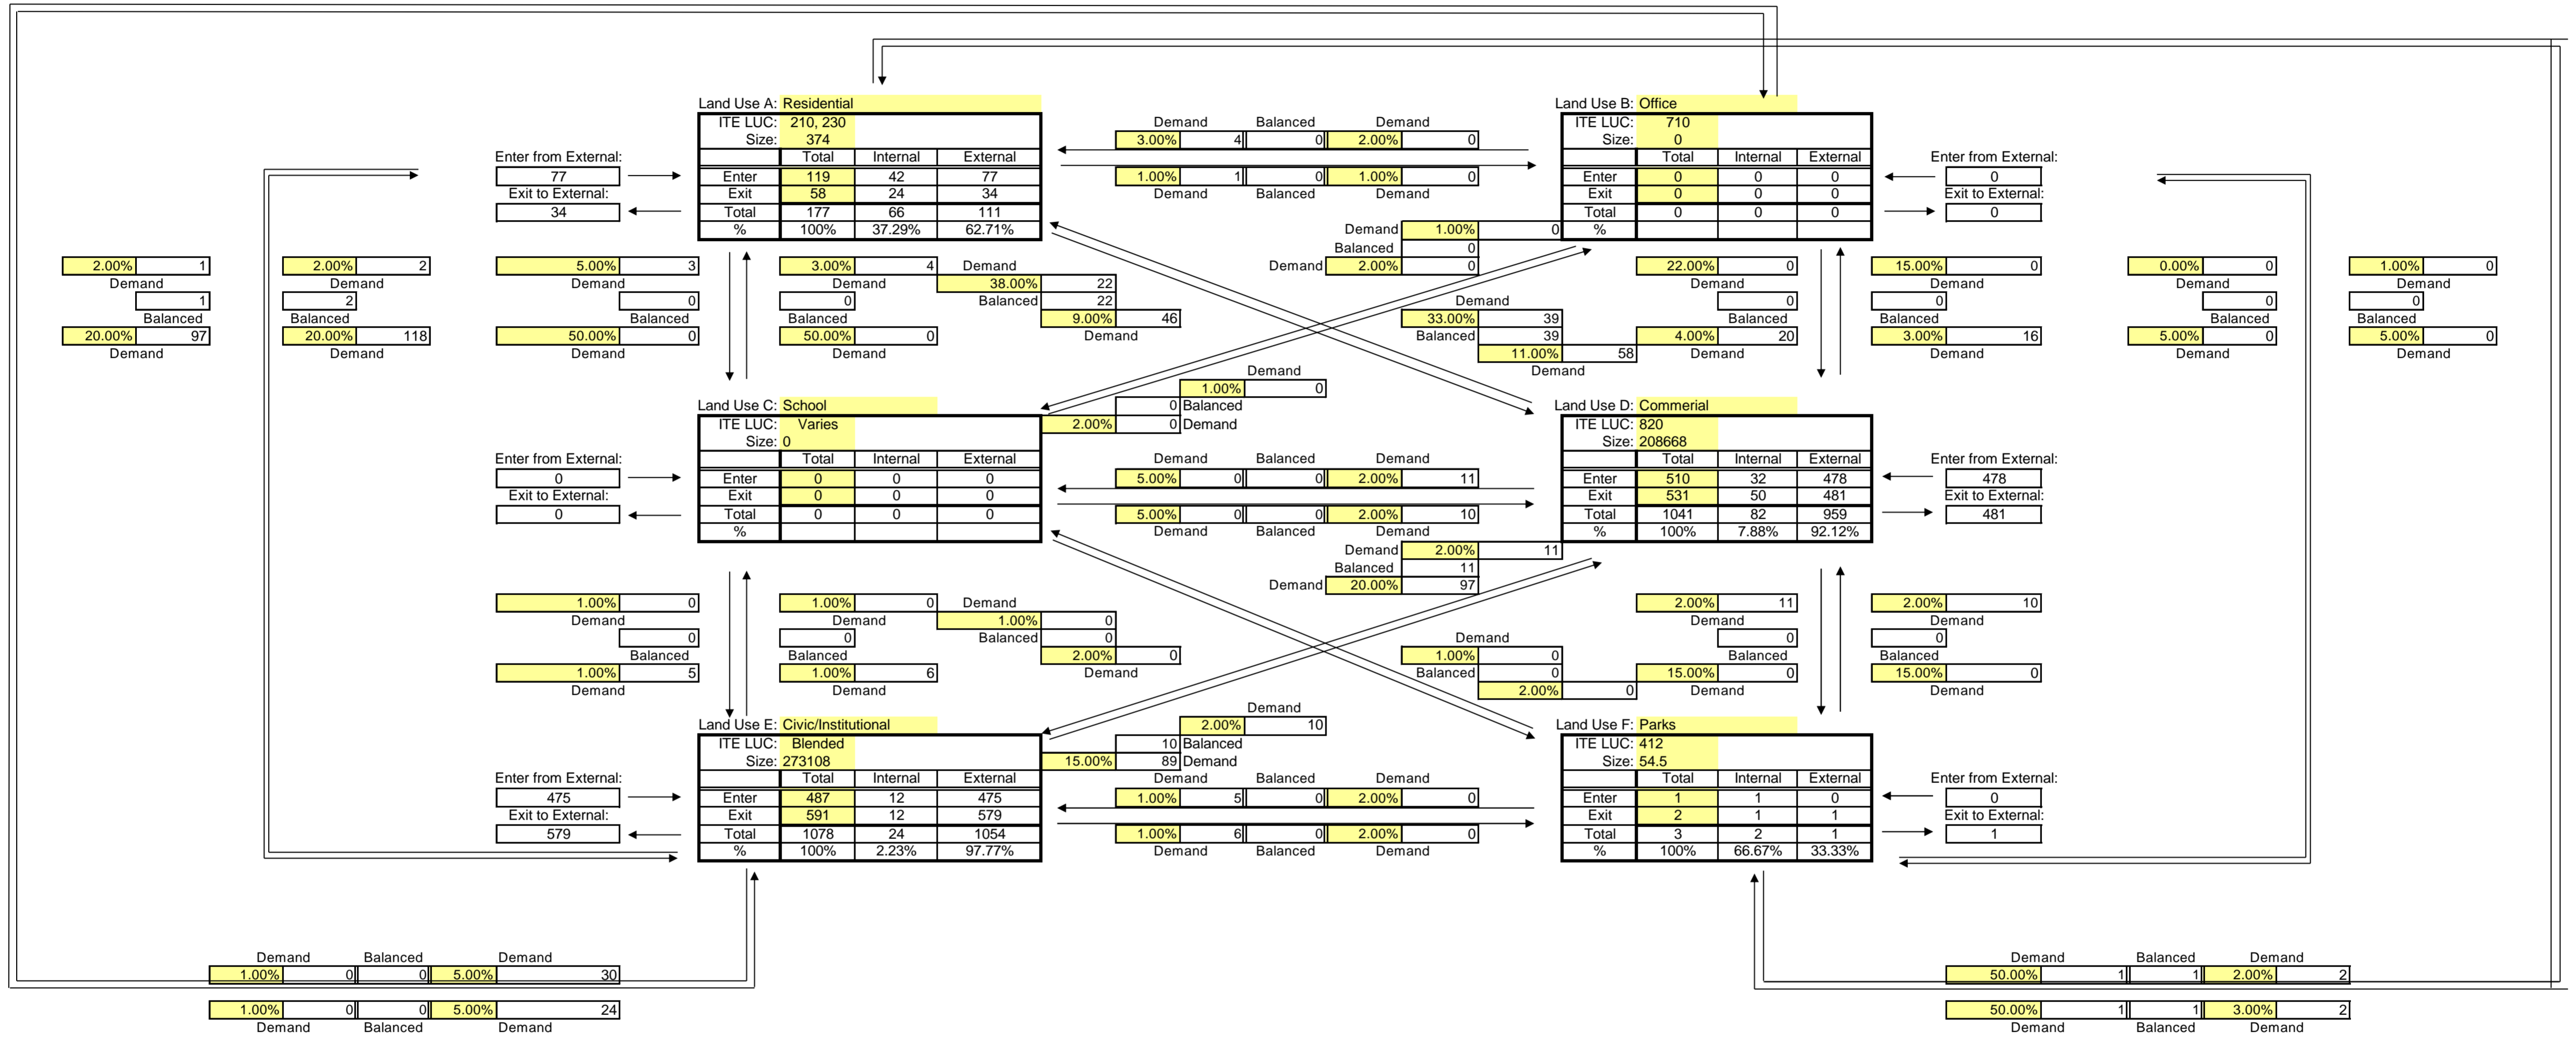 Land Use A: Residential
Land Use B: Office
ITE LUC: 210, 230
Demand Balanced Demand
ITE LUC: 710
Size: 374
3.00% 4 0 2.00% 0
Size: 0
Enter from External:
Total Internal External
Total Internal External
Enter from External:
77
Enter 119 42 77
1.00% 1 0 1.00% 0
Enter 0 0 0
0
Exit to External:
Exit 58 24 34
Demand Balanced Demand
Exit 0 0 0
Exit to External:
34
Total 177 66 111
Total 0 0 0
0
% 100% 37.29% 62.71%
Demand 1.00% 0
%
Balanced 0
Demand 2.00% 0
2.00% 1
2.00% 2
5.00% 3
3.00% 4
Demand
22.00% 0
15.00% 0
0.00% 0
1.00% 0
Demand
Demand
Demand
Demand
38.00% 22
Demand
Demand
Demand
Demand
1
2
0
0
Balanced 22
Demand
0
0
0
0
Balanced
Balanced
Balanced
Balanced
9.00% 46
33.00% 39
Balanced
Balanced
Balanced
Balanced
20.00% 97
20.00% 118
50.00% 0
50.00% 0
Demand
Balanced 39
4.00% 20
3.00% 16
5.00% 0
5.00% 0
Demand
Demand
Demand
Demand
11.00% 58
Demand
Demand
Demand
Demand
Demand
Demand
1.00% 0
Land Use C: School
0 Balanced
Land Use D: Commerial
ITE LUC: Varies
2.00% 0 Demand
ITE LUC: 820
Size: 0
Size: 208668
Enter from External:
Total Internal External
Demand Balanced Demand
Total Internal External
Enter from External:
0
Enter 0 0 0
5.00% 0 0 2.00% 11
Enter 510 32 478
478
Exit to External:
Exit 0 0 0
Exit 531 50 481
Exit to External:
0
Total 0 0 0
5.00% 0 0 2.00% 10
Total 1041 82 959
481
%
Demand Balanced Demand
% 100% 7.88% 92.12%
Demand 2.00% 11
Balanced 11
Demand 20.00% 97
1.00% 0
1.00% 0
Demand
2.00% 11
2.00% 10
Demand
Demand
1.00% 0
Demand
Demand
0
0
Balanced 0
Demand
0
0
Balanced
Balanced
2.00% 0
1.00% 0
Balanced
Balanced
1.00% 5
1.00% 6
Demand
Balanced 0
15.00% 0
15.00% 0
Demand
Demand
2.00% 0
Demand
Demand
Demand
Land Use E: Civic/Institutional
2.00% 10
Land Use F: Parks
ITE LUC: Blended
10 Balanced
ITE LUC: 412
Size: 273108
15.00% 89 Demand
Size: 54.5
Enter from External:
Total Internal External
Demand Balanced Demand
Total Internal External
Enter from External:
475
Enter 487 12 475
1.00% 5 0 2.00% 0
Enter 1 1 0
0
Exit to External:
Exit 591 12 579
Exit 2 1 1
Exit to External:
579
Total 1078 24 1054
1.00% 6 0 2.00% 0
Total 3 2 1
1
% 100% 2.23% 97.77%
Demand Balanced Demand
% 100% 66.67% 33.33%
Demand Balanced Demand
Demand Balanced Demand
1.00% 0 0 5.00% 30
50.00% 1 1 2.00% 2
1.00% 0 0 5.00% 24
50.00% 1 1 3.00% 2
Demand Balanced Demand
Demand Balanced Demand